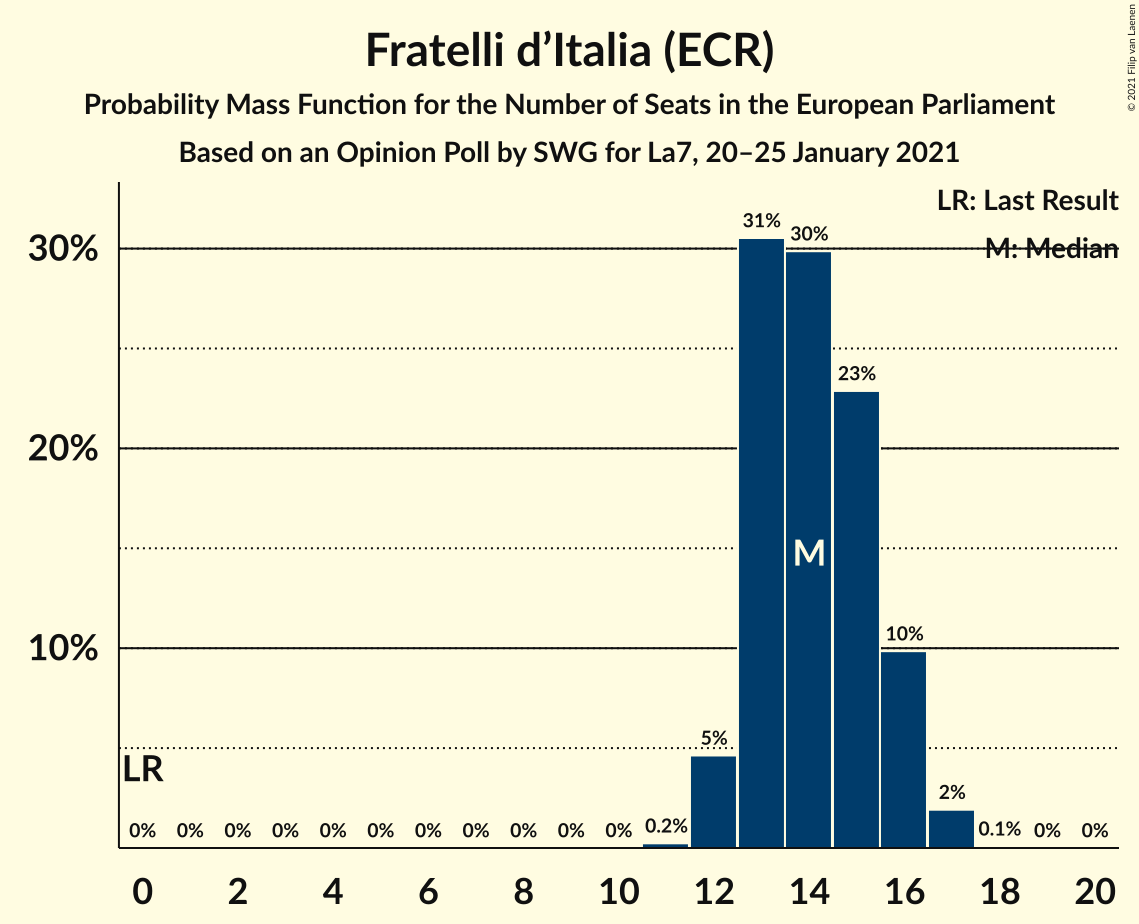 Fratelli d’Italia (ECR)
Probability Mass Function for the Number of Seats in the European Parliament
Based on an Opinion Poll by SWG for La7, 20–25 January 2021
© 2021 Filip van Laenen
LR: Last Result
M: Median
30%
20%
10%
31%
30%
23%
M
10%
5%
LR
2%
0% 0% 0% 0% 0% 0% 0% 0% 0% 0% 0% 0.2% 0.1% 0% 0%
0 2 4 6 8 10 12 14 16 18 20